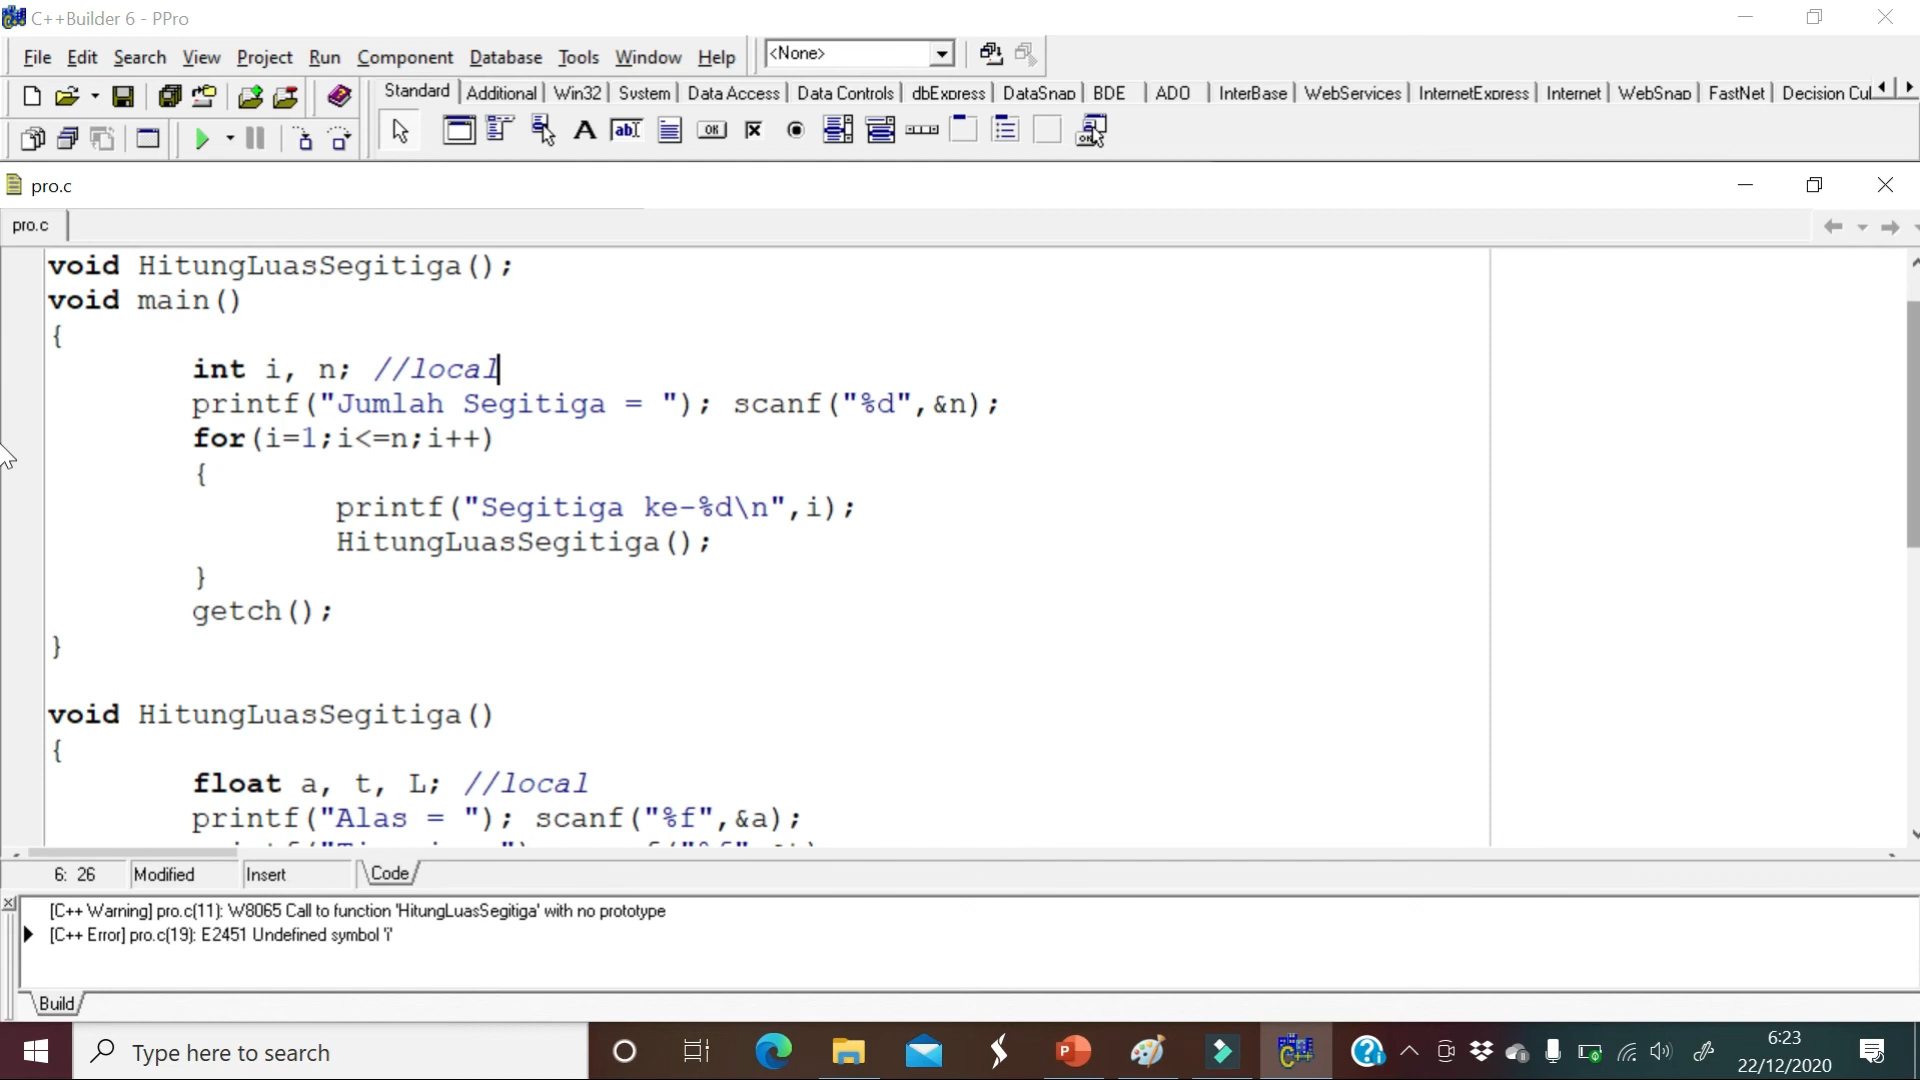 C++Builder 6 - PPro
File Edit Search View Project Run Component Database Tools Window Help <None>
Standard Additional Win32 System Data Access Data Controls dbExpress DataSnap BDE ADO InterBase WebServices InternetExpress Internet WebSnap FastNet Decision Cu
pro.c
pro.c
void HitungLuasSegitiga();
void main()
{
int i, n; //local
printf("Jumlah Segitiga = "); scanf("%d",&n);
for(i=1;i<=n;i++)
{
printf("Segitiga ke-%d\n",i);
HitungLuasSegitiga();
}
getch();
}
void HitungLuasSegitiga()
{
float a, t, L; //local
printf("Alas = "); scanf("%f",&a);
6: 26 Modified Insert Code
[C++ Warning] pro.c(11): W8065 Call to function 'HitungLuasSegitiga' with no prototype
[C++ Error] pro.c(19): E2451 Undefined symbol 'i'
Build
Type here to search
6:23
22/12/2020